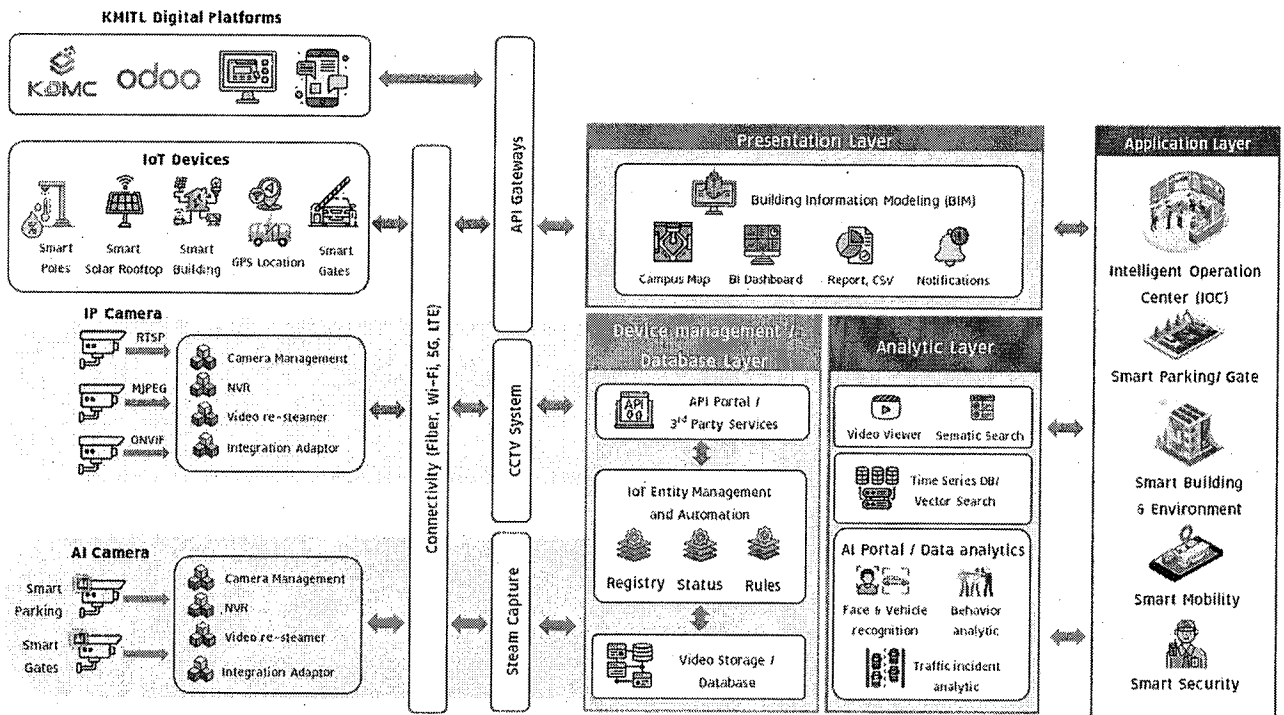 KMITL Digital Platforms
KDMC
odoo
IoT Devices
Smart
Poles
Smart
Solar Rooftop
Smart
Building
GPS Location
Smart
Gates
IP Camera
RTSP
MJPEG
ONVIF
Camera Management
NVR
Video re-steamer
Integration Adaptor
AI Camera
Smart
Parking
Smart
Gates
Camera Management
NVR
Video re-steamer
Integration Adaptor
Connectivity (Fiber, Wi-Fi, 5G, LTE)
API Gateways
CCTV System
Steam Capture
Presentation Layer
Building Information Modeling (BIM)
Campus Map
BI Dashboard
Report, CSV
Notifications
Device management /
Database Layer
API
API Portal /
3rd Party Services
IoT Entity Management
and Automation
Registry
Status
Rules
Video Storage /
Database
Analytic Layer
Video Viewer
Sematic Search
Time Series DB/
Vector Search
AI Portal / Data analytics
Face & Vehicle
recognition
Behavior
analytic
Traffic incident
analytic
Application Layer
Intelligent Operation
Center (IOC)
Smart Parking/ Gate
Smart Building
& Environment
Smart Mobility
Smart Security